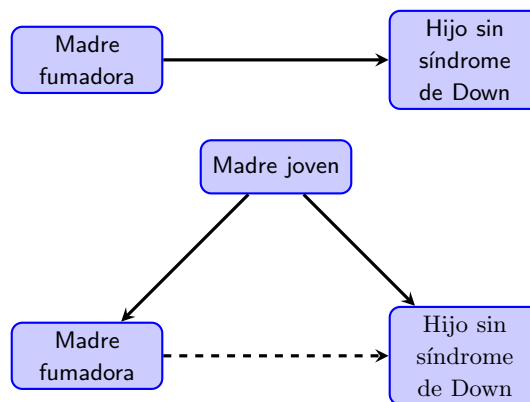 Madre
fumadora
Hijo sin
síndrome
de Down
Madre joven
Madre
fumadora
Hijo sin
síndrome
de Down